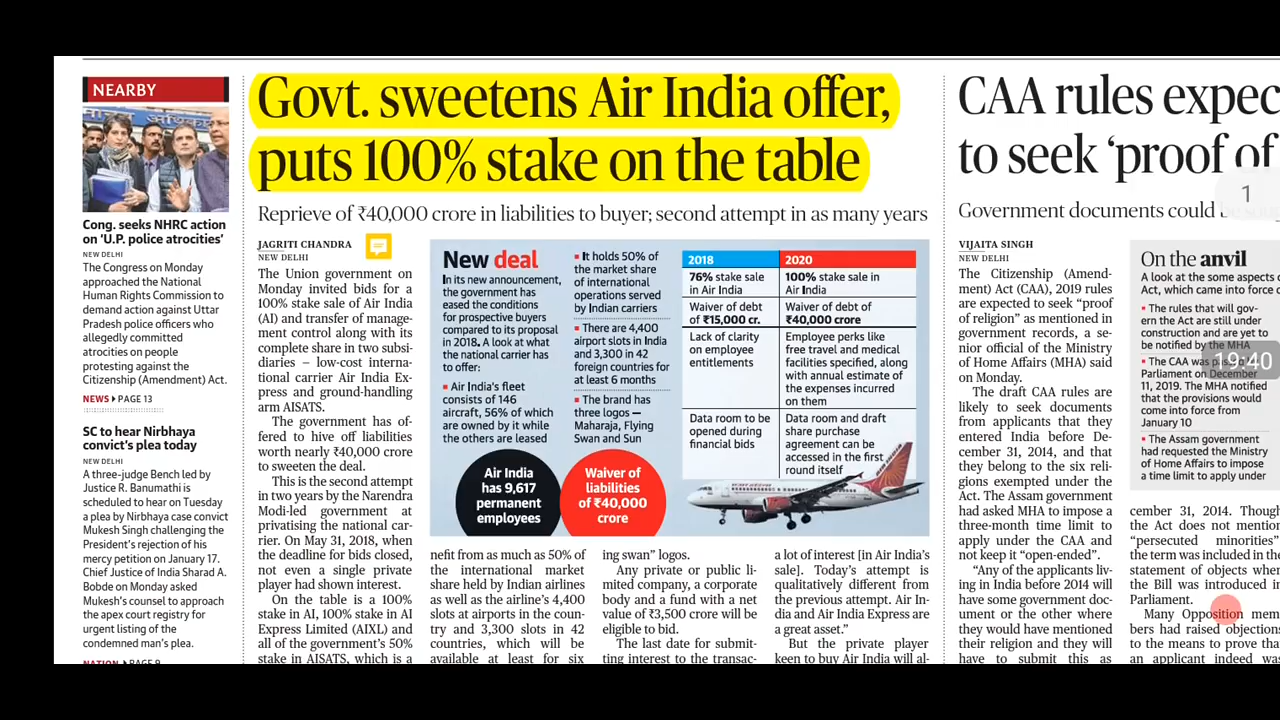 NEARBY
Cong. seeks NHRC action
on ‘U.P. police atrocities’
NEW DELHI
The Congress on Monday
approached the National
Human Rights Commission to
demand action against Uttar
Pradesh police officers who
allegedly committed
atrocities on people
protesting against the
Citizenship (Amendment) Act.
NEWS PAGE 13
SC to hear Nirbhaya
convict’s plea today
NEW DELHI
A three-judge Bench led by
Justice R. Banumathi is
scheduled to hear on Tuesday
a plea by Nirbhaya case convict
Mukesh Singh challenging the
President’s rejection of his
mercy petition on January 17.
Chief Justice of India Sharad A.
Bobde on Monday asked
Mukesh’s counsel to approach
the apex court registry for
urgent listing of the
condemned man’s plea.
NATION PAGE 9
Govt. sweetens Air India offer,
puts 100% stake on the table
Reprieve of ₹40,000 crore in liabilities to buyer; second attempt in as many years
JAGRITI CHANDRA
NEW DELHI
The Union government on
Monday invited bids for a
100% stake sale of Air India
(AI) and transfer of manage-
ment control along with its
complete share in two subsi-
diaries – low-cost interna-
tional carrier Air India Ex-
press and ground-handling
arm AISATS.
The government has of-
fered to hive off liabilities
worth nearly ₹40,000 crore
to sweeten the deal.
This is the second attempt
in two years by the Narendra
Modi-led government at
privatising the national car-
rier. On May 31, 2018, when
the deadline for bids closed,
not even a single private
player had shown interest.
On the table is a 100%
stake in AI, 100% stake in AI
Express Limited (AIXL) and
all of the government’s 50%
stake in AISATS, which is a
New deal
In its new announcement,
the government has
eased the conditions
for prospective buyers
compared to its proposal
in 2018. A look at what
the national carrier has
to offer:
Air India’s fleet
consists of 146
aircraft, 56% of which
are owned by it while
the others are leased
It holds 50% of
the market share
of international
operations served
by Indian carriers
There are 4,400
airport slots in India
and 3,300 in 42
foreign countries for
at least 6 months
The brand has
three logos —
Maharaja, Flying
Swan and Sun
Air India
has 9,617
permanent
employees
Waiver of
liabilities
of ₹40,000
crore
2018
2020
76% stake sale
in Air India
100% stake sale in
Air India
Waiver of debt
of ₹15,000 cr.
Waiver of debt of
₹40,000 crore
Lack of clarity
on employee
entitlements
Employee perks like
free travel and medical
facilities specified, along
with annual estimate of
the expenses incurred
on them
Data room to be
opened during
financial bids
Data room and draft
share purchase
agreement can be
accessed in the first
round itself
nefit from as much as 50% of
the international market
share held by Indian airlines
as well as the airline’s 4,400
slots at airports in the coun-
try and 3,300 slots in 42
countries, which will be
available at least for six
ing swan” logos.
Any private or public li-
mited company, a corporate
body and a fund with a net
value of ₹3,500 crore will be
eligible to bid.
The last date for submit-
ting interest to the transac-
a lot of interest [in Air India’s
sale]. Today’s attempt is
qualitatively different from
the previous attempt. Air In-
dia and Air India Express are
a great asset.”
But the private player
keen to buy Air India will al-
CAA rules expec
to seek ‘proof of
Government documents could be
VIJAITA SINGH
NEW DELHI
The Citizenship (Amend-
ment) Act (CAA), 2019 rules
are expected to seek “proof
of religion” as mentioned in
government records, a se-
nior official of the Ministry
of Home Affairs (MHA) said
on Monday.
The draft CAA rules are
likely to seek documents
from applicants that they
entered India before De-
cember 31, 2014, and that
they belong to the six reli-
gions exempted under the
Act. The Assam government
had asked MHA to impose a
three-month time limit to
apply under the CAA and
not keep it “open-ended”.
“Any of the applicants liv-
ing in India before 2014 will
have some government doc-
ument or the other where
they would have mentioned
their religion and they will
have to submit this as
On the anvil
A look at the some aspects o
Act, which came into force o
The rules that will gov-
ern the Act are still under
construction and are yet to
be notified by the MHA
The CAA was passed
Parliament on December
11, 2019. The MHA notified
that the provisions would
come into force from
January 10
The Assam government
had requested the Ministry
of Home Affairs to impose
a time limit to apply under
cember 31, 2014. Though
the Act does not mention
“persecuted minorities”
the term was included in the
statement of objects when
the Bill was introduced in
Parliament.
Many Opposition mem-
bers had raised objections
to the means to prove tha
an applicant indeed was
1
19:40